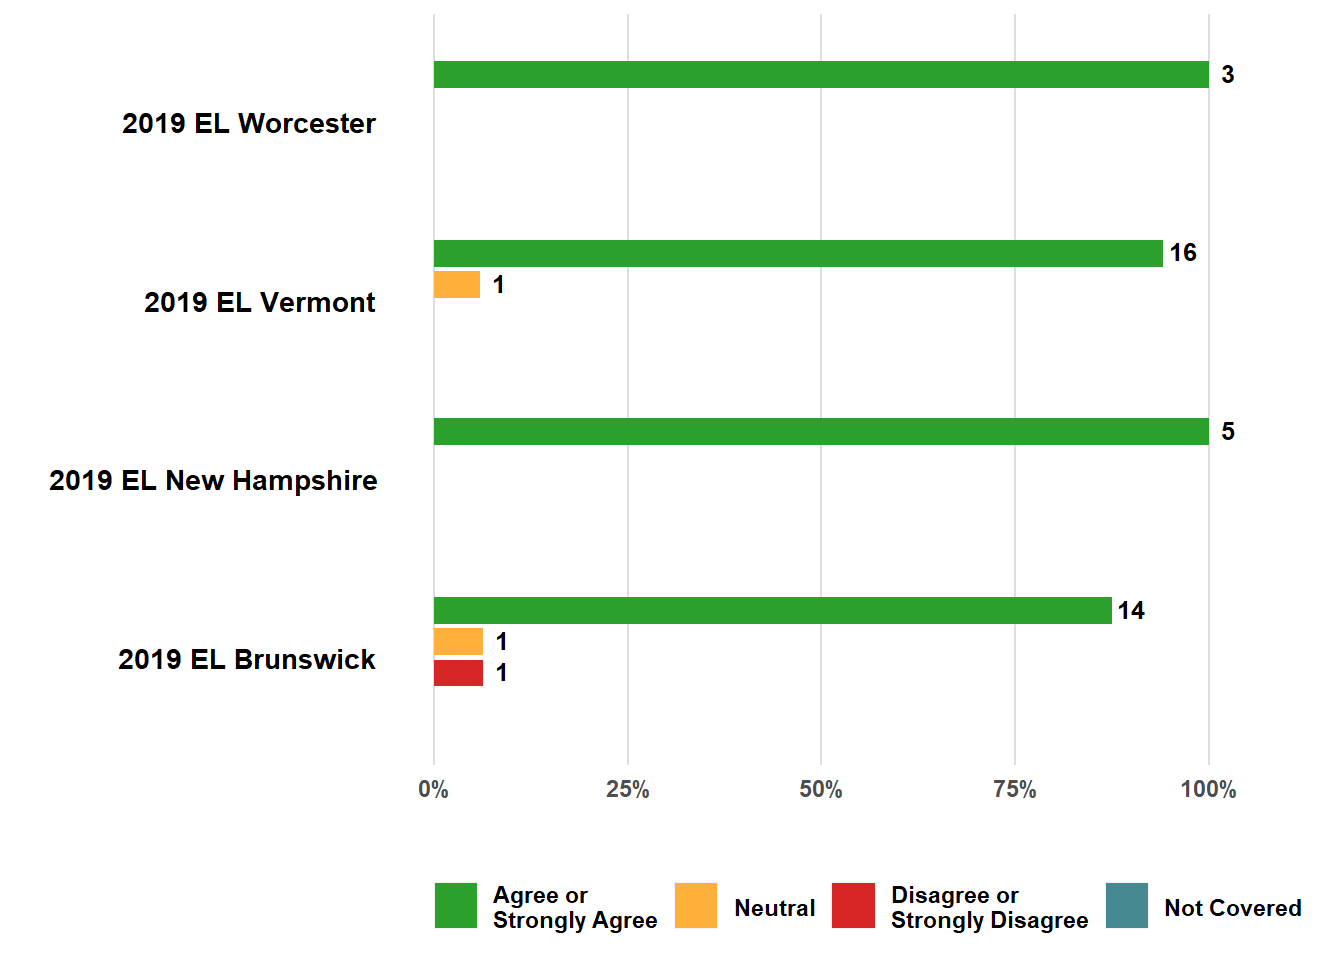 3
2019 EL Worcester
16
1
2019 EL Vermont
5
2019 EL New Hampshire
14
1
2019 EL Brunswick
1
0% 25% 50% 75% 100%
Agree or
Strongly Agree
Neutral
Disagree or
Strongly Disagree
Not Covered